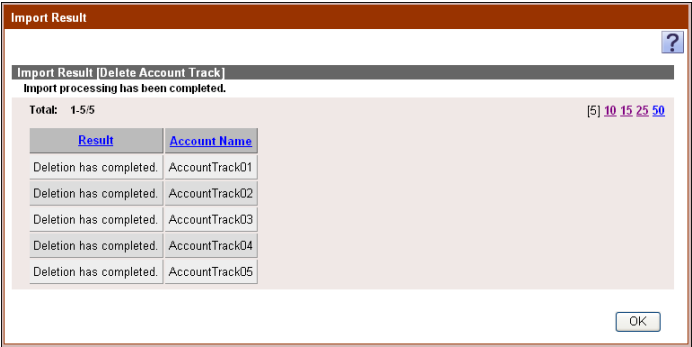 Import Result
?
Import Result [Delete Account Track]
Import processing has been completed.
Total: 1-5/5 [5] 10 15 25 50
Result Account Name
Deletion has completed. AccountTrack01
Deletion has completed. AccountTrack02
Deletion has completed. AccountTrack03
Deletion has completed. AccountTrack04
Deletion has completed. AccountTrack05
OK